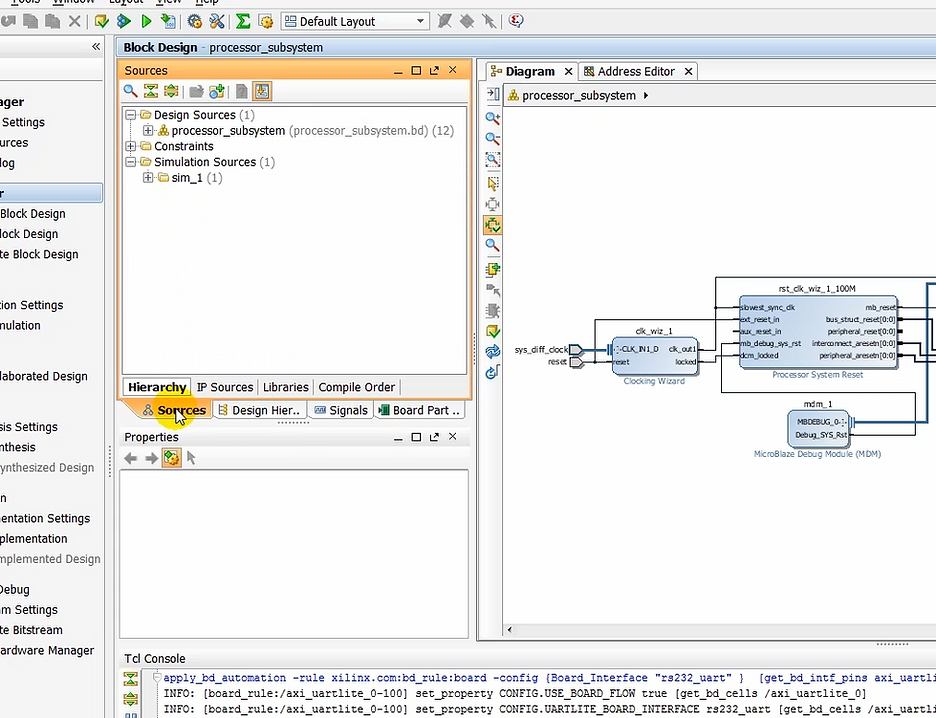 Tools Window Layout View Help
Default Layout
Block Design - processor_subsystem
Sources
Design Sources (1)
processor_subsystem (processor_subsystem.bd) (12)
Constraints
Simulation Sources (1)
sim_1 (1)
Hierarchy IP Sources Libraries Compile Order
Sources Design Hier.. Signals Board Part ..
Properties
ager
Settings
urces
log
r
Block Design
lock Design
te Block Design
ion Settings
mulation
laborated Design
sis Settings
nthesis
ynthesized Design
n
entation Settings
plementation
mplemented Design
Debug
m Settings
te Bitstream
ardware Manager
Diagram Address Editor
processor_subsystem
sys_diff_clock
reset
clk_wiz_1
CLK_IN1_D clk_out1
reset locked
Clocking Wizard
rst_clk_wiz_1_100M
slowest_sync_clk mb_reset
ext_reset_in bus_struct_reset[0:0]
aux_reset_in peripheral_reset[0:0]
mb_debug_sys_rst interconnect_aresetn[0:0]
dcm_locked peripheral_aresetn[0:0]
Processor System Reset
mdm_1
MBDEBUG_0
Debug_SYS_Rst
MicroBlaze Debug Module (MDM)
Tcl Console
apply_bd_automation -rule xilinx.com:bd_rule:board -config {Board_Interface "rs232_uart" } [get_bd_intf_pins axi_uartli
INFO: [board_rule:/axi_uartlite_0-100] set_property CONFIG.USE_BOARD_FLOW true [get_bd_cells /axi_uartlite_0]
INFO: [board_rule:/axi_uartlite_0-100] set_property CONFIG.UARTLITE_BOARD_INTERFACE rs232_uart [get_bd_cells /axi_uartl